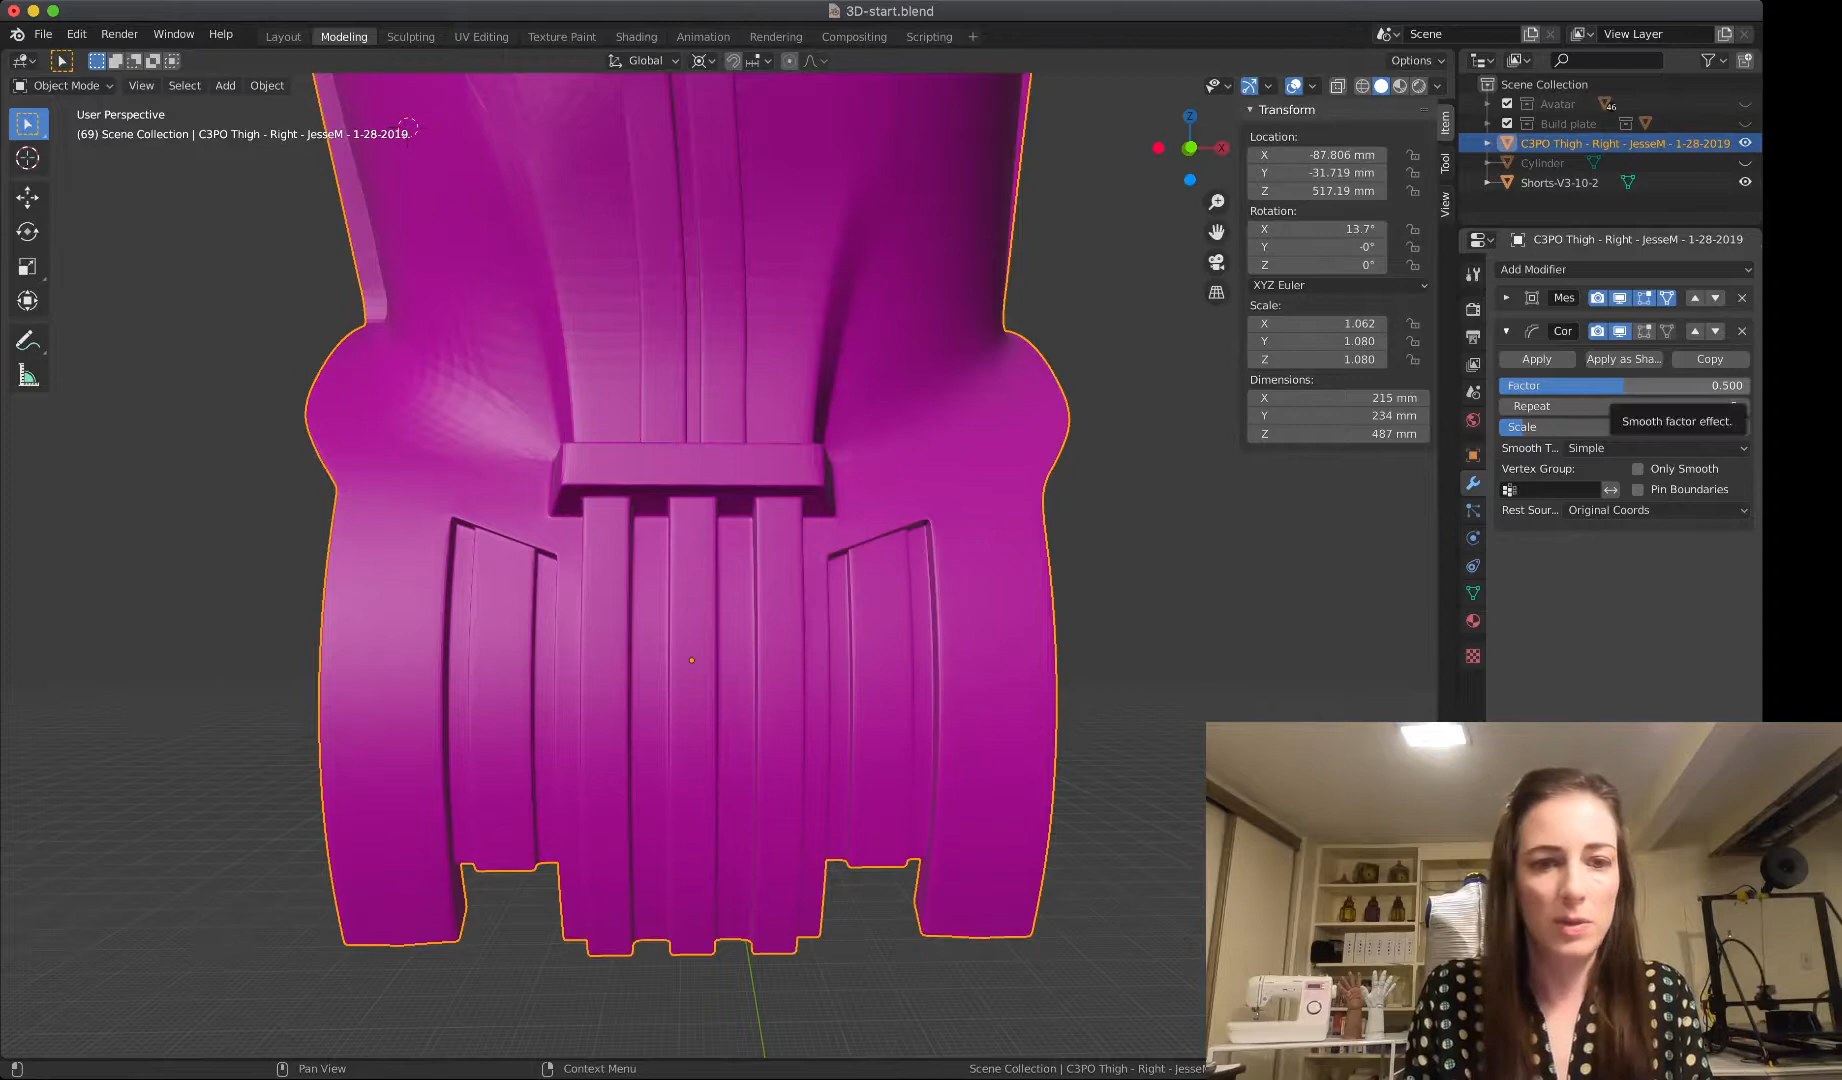 3D-start.blend
File Edit Render Window Help
Layout Modeling Sculpting UV Editing Texture Paint Shading Animation Rendering Compositing Scripting +
Scene View Layer
Global Options
Object Mode View Select Add Object
User Perspective
(69) Scene Collection | C3PO Thigh - Right - JesseM - 1-28-2019
Transform
Location:
X -87.806 mm
Y -31.719 mm
Z 517.19 mm
Rotation:
X 13.7°
Y -0°
Z 0°
XYZ Euler
Scale:
X 1.062
Y 1.080
Z 1.080
Dimensions:
X 215 mm
Y 234 mm
Z 487 mm
Item
Tool
View
Z
X
Scene Collection
Avatar 46
Build plate
C3PO Thigh - Right - JesseM - 1-28-2019
Cylinder
Shorts-V3-10-2
C3PO Thigh - Right - JesseM - 1-28-2019
Add Modifier
Mes
Cor
Apply Apply as Sha... Copy
Factor 0.500
Repeat
Smooth factor effect.
Scale
Smooth T... Simple
Vertex Group: Only Smooth
Pin Boundaries
Rest Sour... Original Coords
Pan View Context Menu Scene Collection | C3PO Thigh - Right - Jesse